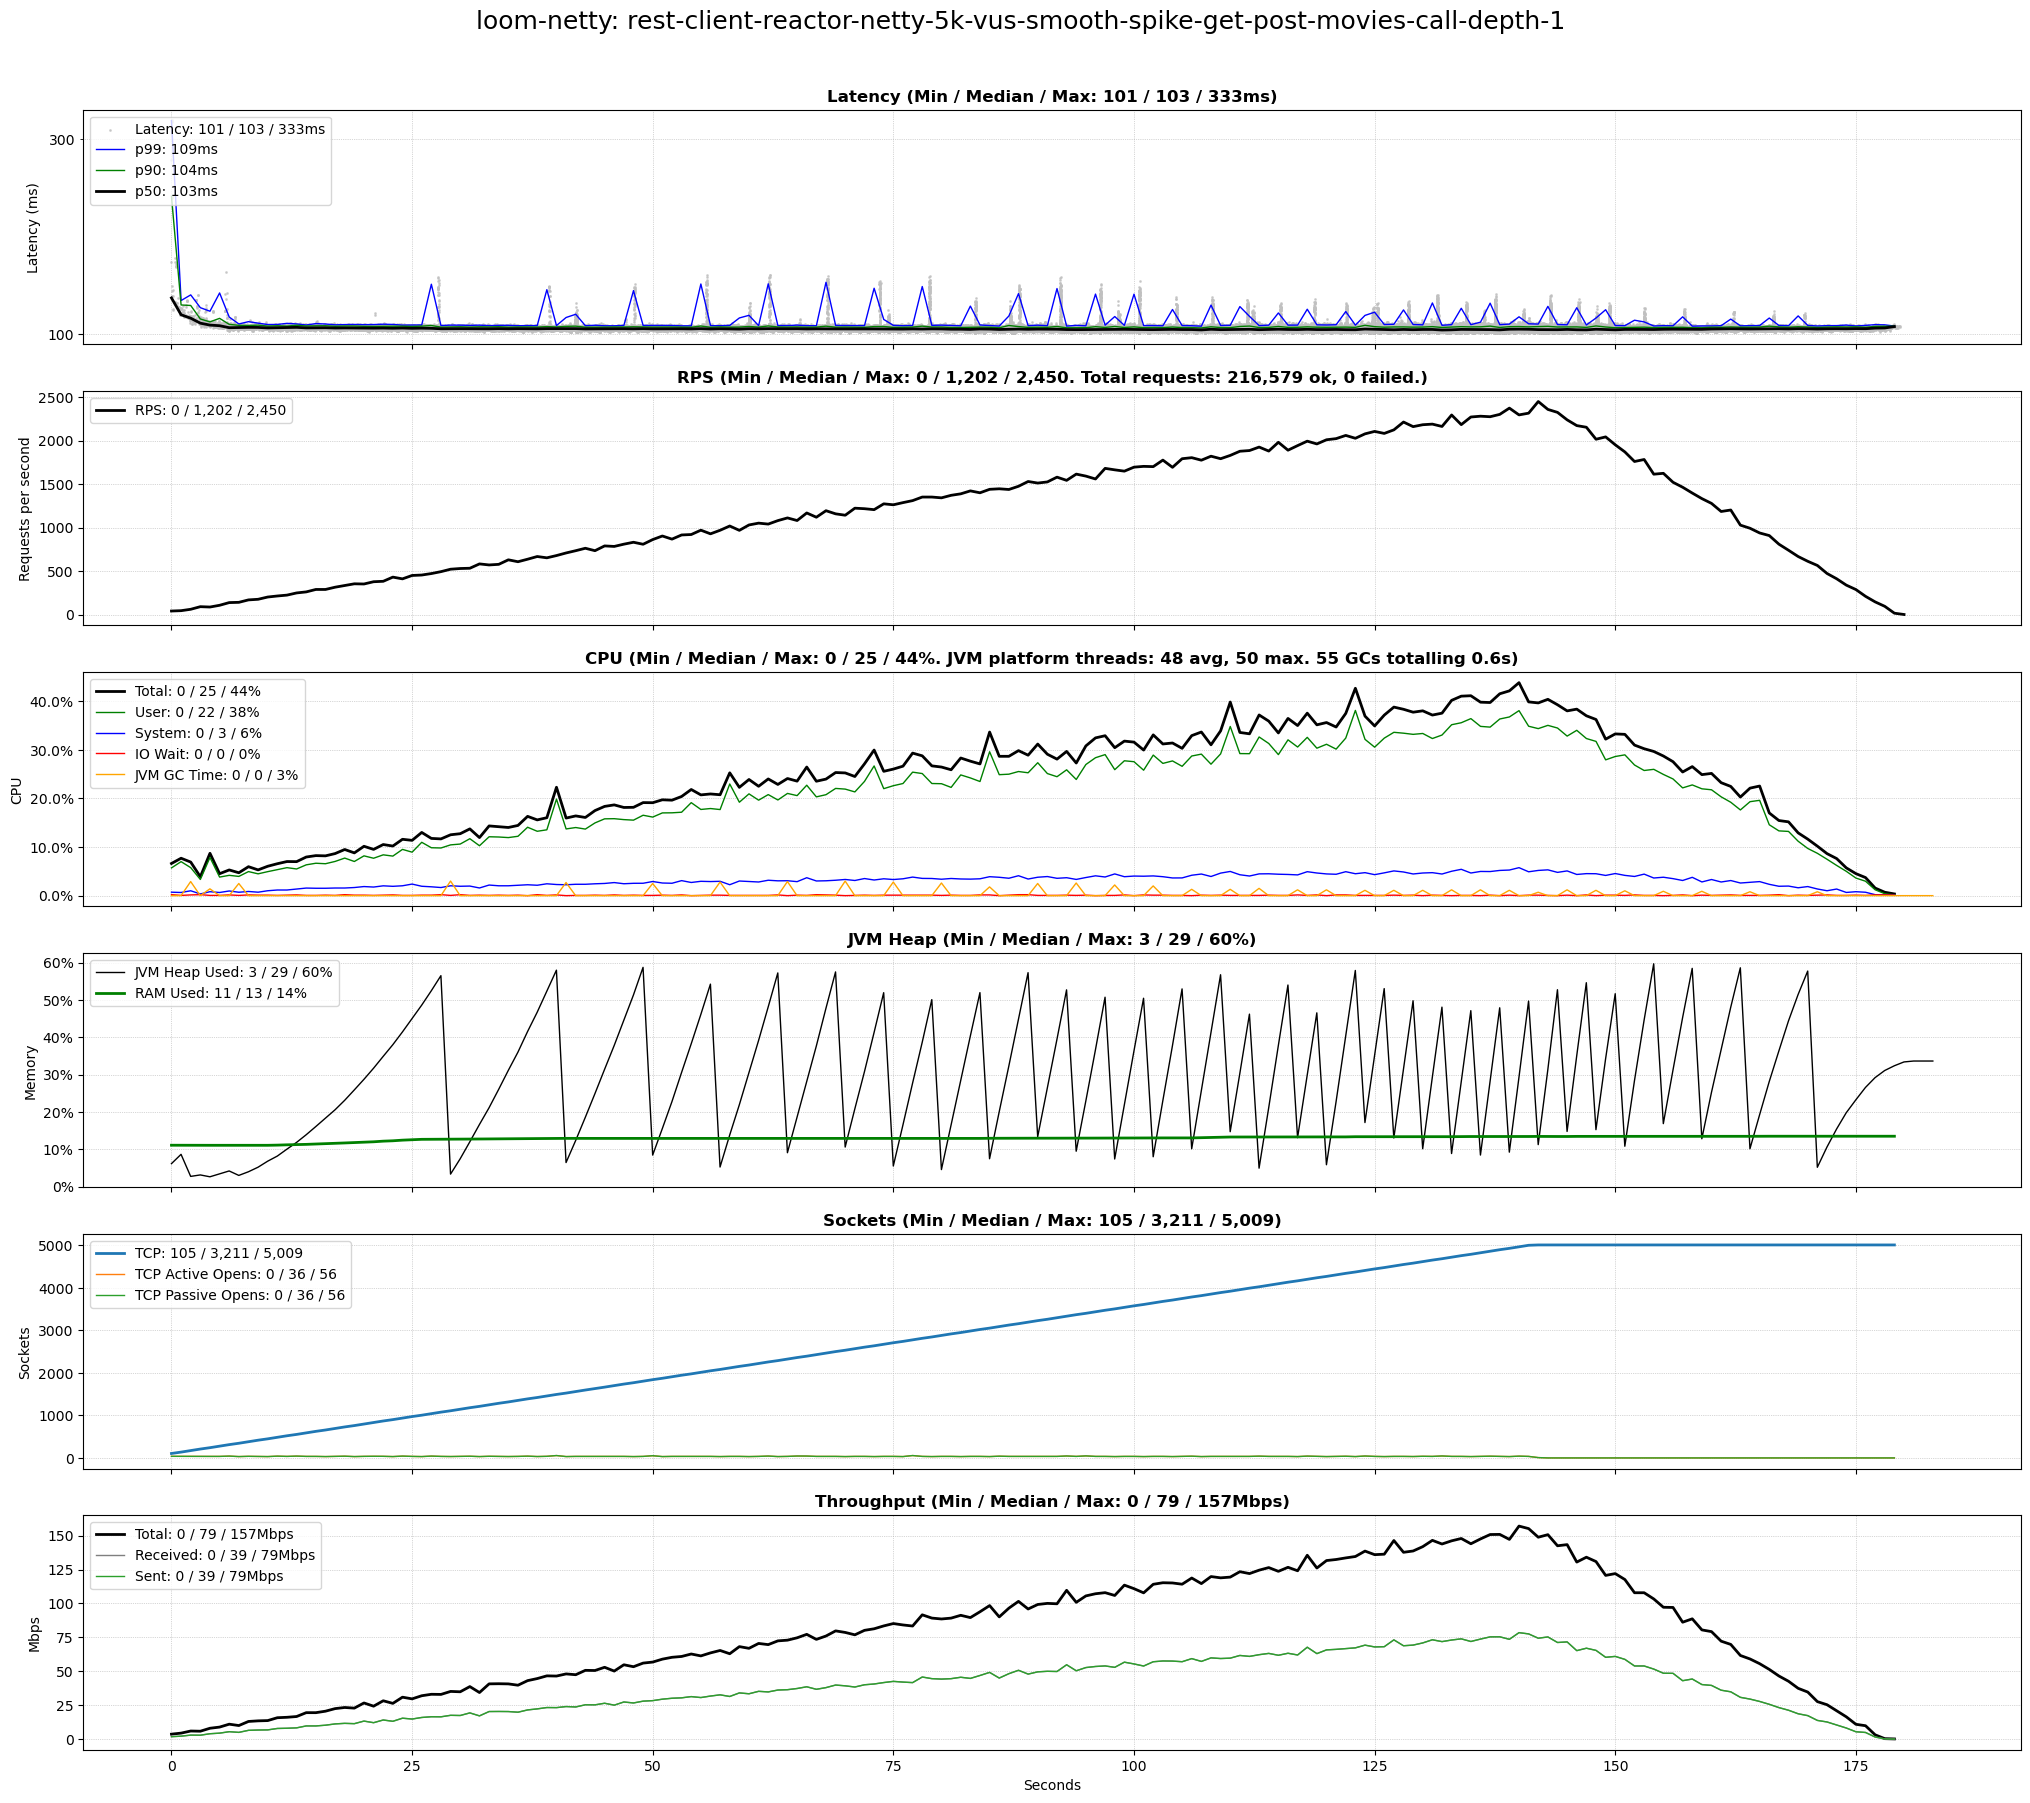 loom-netty: rest-client-reactor-netty-5k-vus-smooth-spike-get-post-movies-call-depth-1
Latency (Min / Median / Max: 101 / 103 / 333ms)
Latency: 101 / 103 / 333ms
p99: 109ms
p90: 104ms
p50: 103ms
300
100
Latency (ms)
RPS (Min / Median / Max: 0 / 1,202 / 2,450. Total requests: 216,579 ok, 0 failed.)
RPS: 0 / 1,202 / 2,450
2500
2000
1500
1000
500
0
Requests per second
CPU (Min / Median / Max: 0 / 25 / 44%. JVM platform threads: 48 avg, 50 max. 55 GCs totalling 0.6s)
Total: 0 / 25 / 44%
User: 0 / 22 / 38%
System: 0 / 3 / 6%
IO Wait: 0 / 0 / 0%
JVM GC Time: 0 / 0 / 3%
40.0%
30.0%
20.0%
10.0%
0.0%
CPU
JVM Heap (Min / Median / Max: 3 / 29 / 60%)
JVM Heap Used: 3 / 29 / 60%
RAM Used: 11 / 13 / 14%
60%
50%
40%
30%
20%
10%
0%
Memory
Sockets (Min / Median / Max: 105 / 3,211 / 5,009)
TCP: 105 / 3,211 / 5,009
TCP Active Opens: 0 / 36 / 56
TCP Passive Opens: 0 / 36 / 56
5000
4000
3000
2000
1000
0
Sockets
Throughput (Min / Median / Max: 0 / 79 / 157Mbps)
Total: 0 / 79 / 157Mbps
Received: 0 / 39 / 79Mbps
Sent: 0 / 39 / 79Mbps
150
125
100
75
50
25
0
Mbps
0 25 50 75 100 125 150 175
Seconds